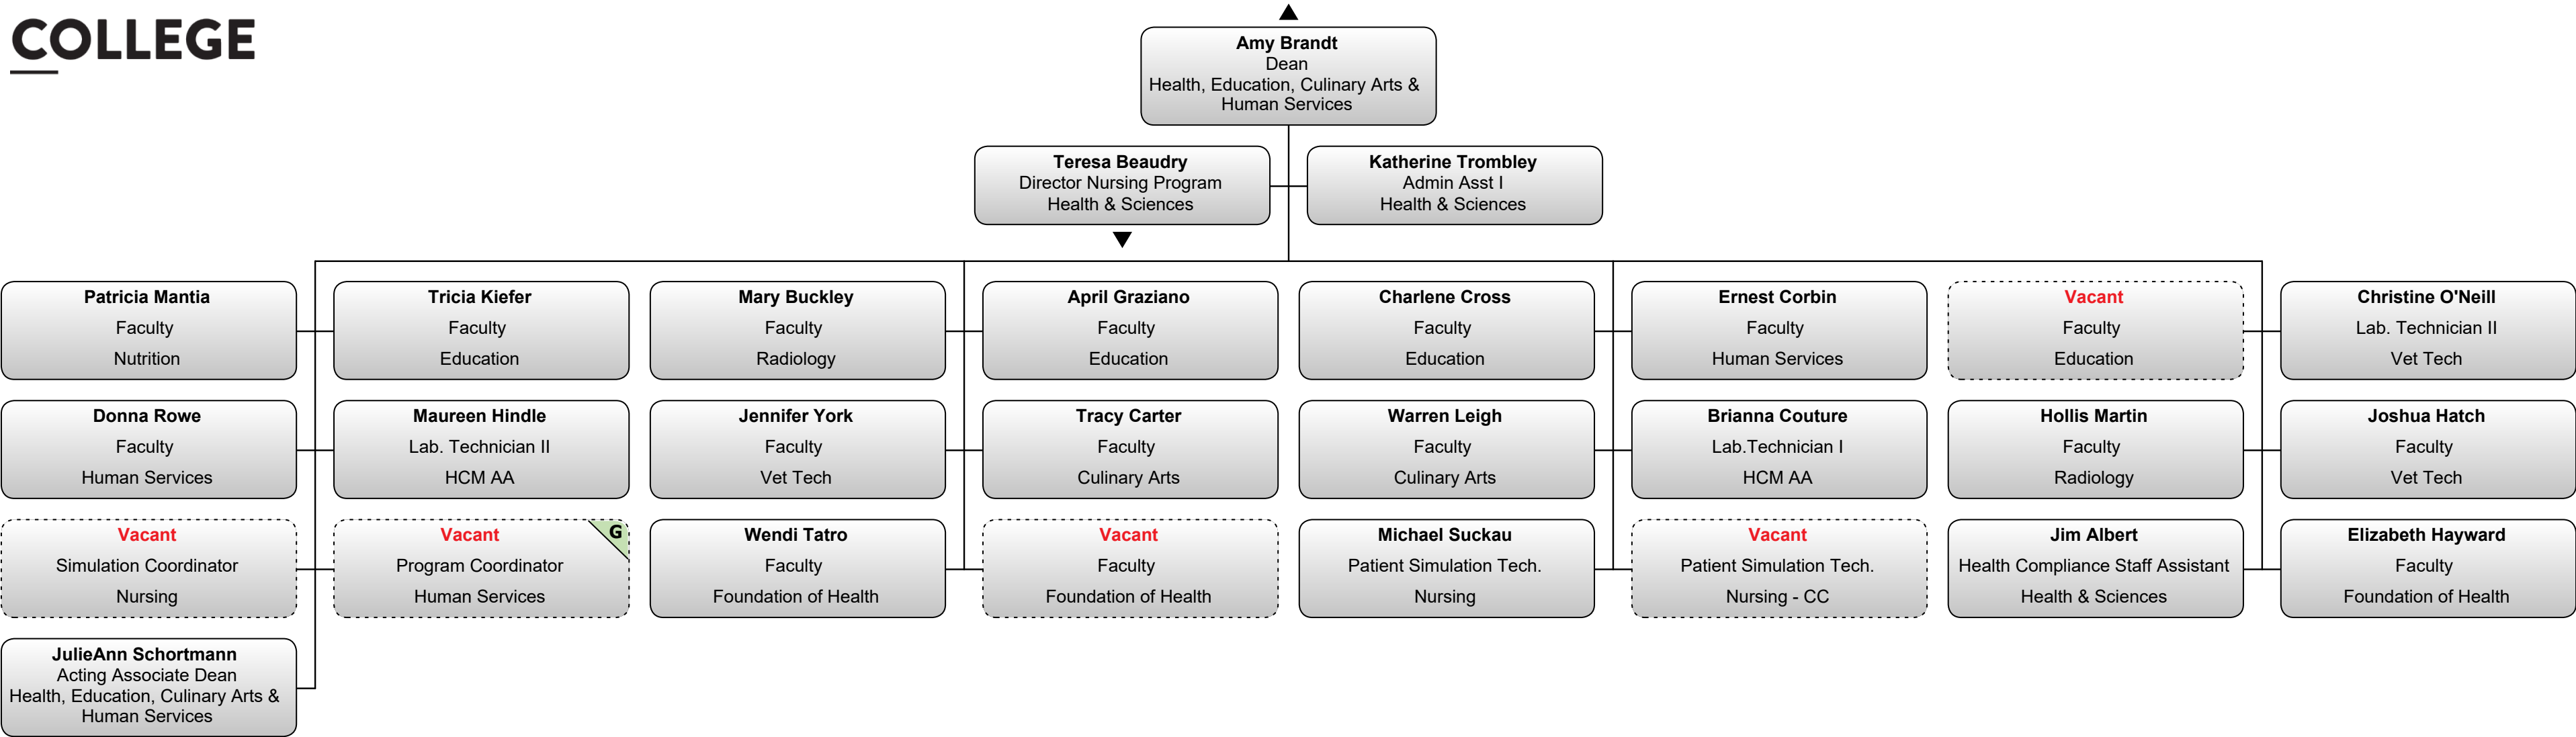 COLLEGE
Amy Brandt
Dean
Health, Education, Culinary Arts &
Human Services
Teresa Beaudry
Director Nursing Program
Health & Sciences
Katherine Trombley
Admin Asst I
Health & Sciences
Patricia Mantia
Faculty
Nutrition
Tricia Kiefer
Faculty
Education
Mary Buckley
Faculty
Radiology
April Graziano
Faculty
Education
Charlene Cross
Faculty
Education
Ernest Corbin
Faculty
Human Services
Vacant
Faculty
Education
Christine O'Neill
Lab. Technician II
Vet Tech
Donna Rowe
Faculty
Human Services
Maureen Hindle
Lab. Technician II
HCM AA
Jennifer York
Faculty
Vet Tech
Tracy Carter
Faculty
Culinary Arts
Warren Leigh
Faculty
Culinary Arts
Brianna Couture
Lab.Technician I
HCM AA
Hollis Martin
Faculty
Radiology
Joshua Hatch
Faculty
Vet Tech
Vacant
Simulation Coordinator
Nursing
Vacant
G
Program Coordinator
Human Services
Wendi Tatro
Faculty
Foundation of Health
Vacant
Faculty
Foundation of Health
Michael Suckau
Patient Simulation Tech.
Nursing
Vacant
Patient Simulation Tech.
Nursing - CC
Jim Albert
Health Compliance Staff Assistant
Health & Sciences
Elizabeth Hayward
Faculty
Foundation of Health
JulieAnn Schortmann
Acting Associate Dean
Health, Education, Culinary Arts &
Human Services